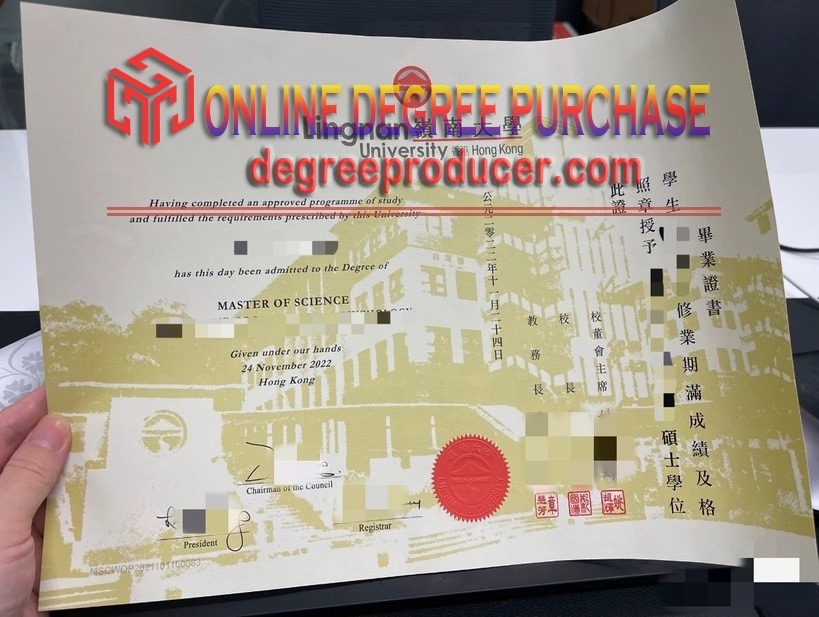 ONLINE DEGREE PURCHASE
degreeproducer.com
Lingnan 嶺南大學
University 香港 Hong Kong
Having completed an approved programme of study
and fulfilled the requirements prescribed by this University
has this day been admitted to the Degree of
MASTER OF SCIENCE
Given under our hands
24 November 2022
Hong Kong
Chairman of the Council
President
Registrar
MSCWOP2021101100083
畢業證書
學生
修業期滿成績及格
照章授予
碩士學位
此證
校董會主席
校長
教務長
公元二零二二年十一月二十四日